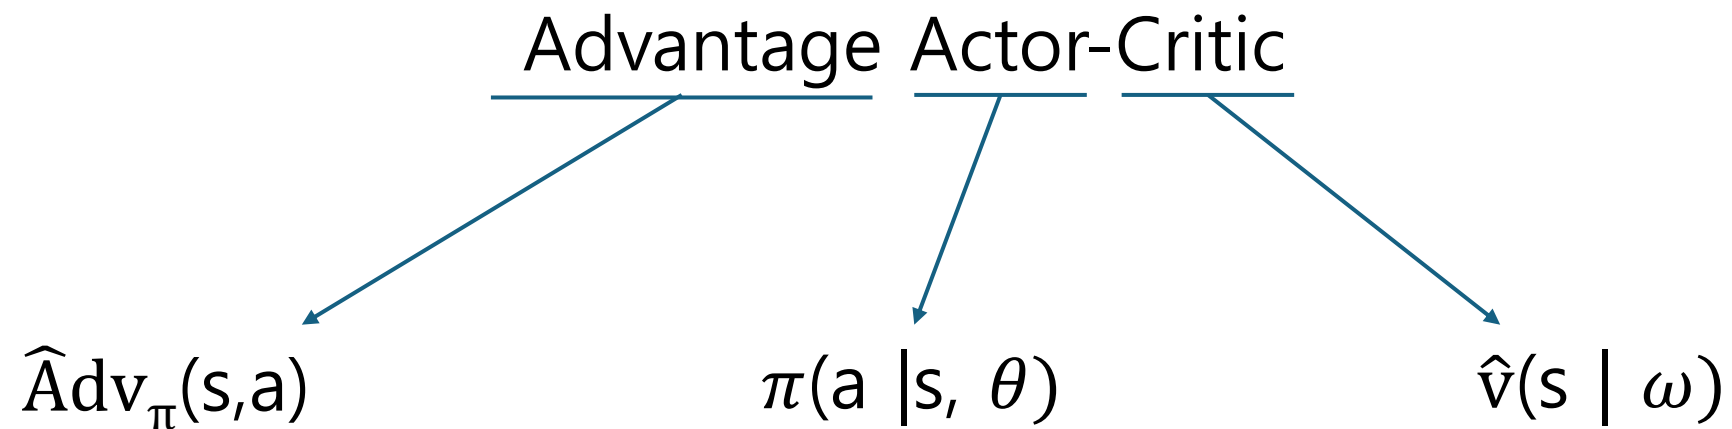 Advantage Actor-Critic
Âdv_π(s,a)
π(a |s, θ)
v̂(s | ω)